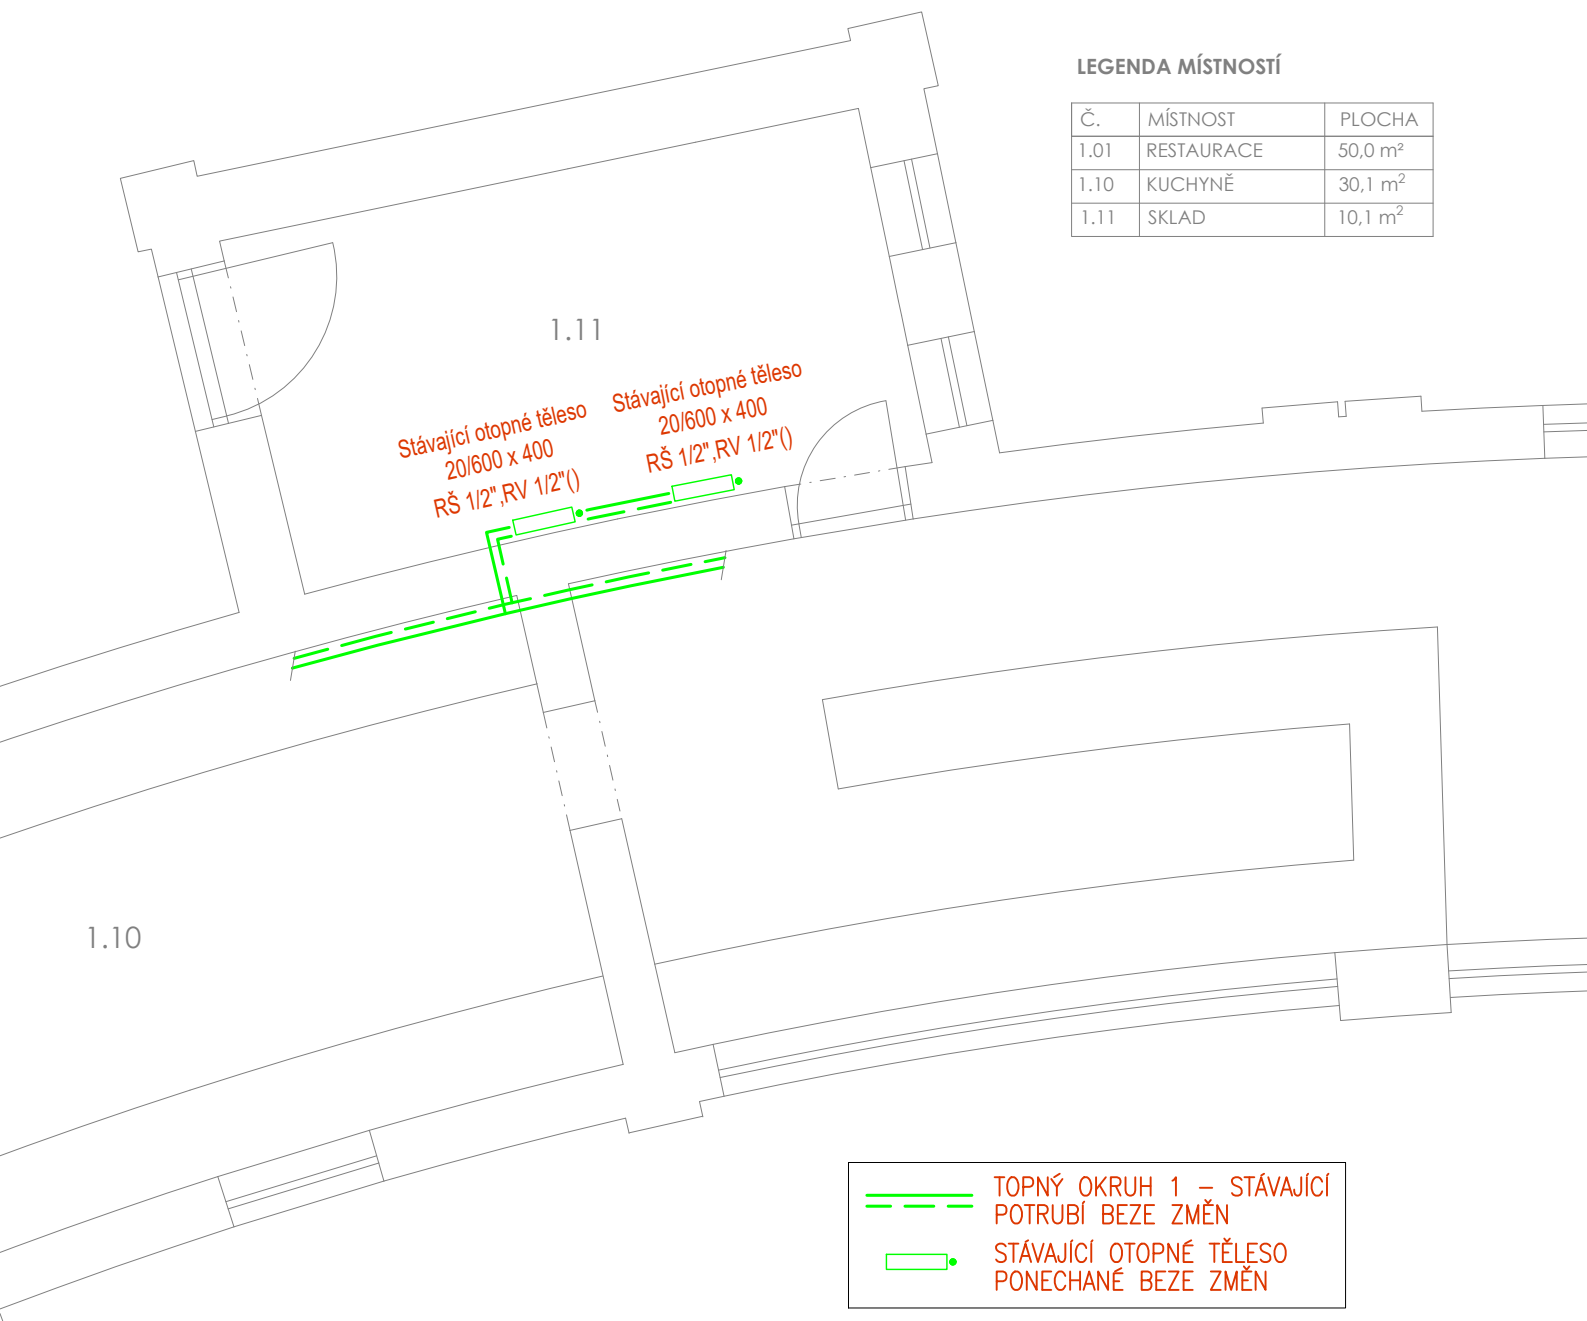 LEGENDA MÍSTNOSTÍ
Č. MÍSTNOST PLOCHA
1.01 RESTAURACE 50,0 m²
1.10 KUCHYNĚ 30,1 m²
1.11 SKLAD 10,1 m²
1.11
Stávající otopné těleso
20/600 x 400
RŠ 1/2",RV 1/2"()
Stávající otopné těleso
20/600 x 400
RŠ 1/2",RV 1/2"()
1.10
TOPNÝ OKRUH 1 – STÁVAJÍCÍ
POTRUBÍ BEZE ZMĚN
STÁVAJÍCÍ OTOPNÉ TĚLESO
PONECHANÉ BEZE ZMĚN